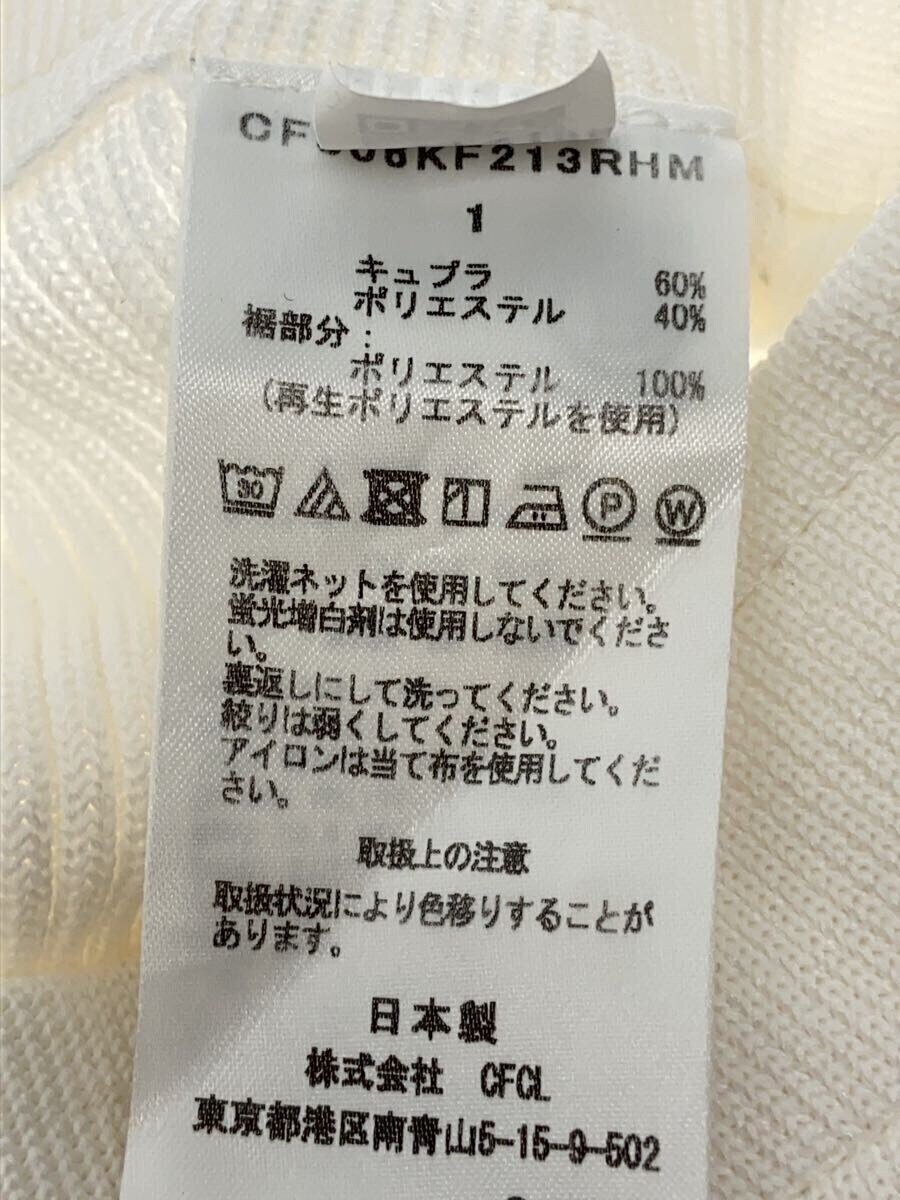 CF 06KF213RHM
1
キュプラ 60%
ポリエステル 40%
裾部分:
ポリエステル 100%
(再生ポリエステルを使用)
30 P W
洗濯ネットを使用してください。
蛍光増白剤は使用しないでくださ
い。
裏返しにして洗ってください。
絞りは弱くしてください。
アイロンは当て布を使用してくだ
さい。
取扱上の注意
取扱状況により色移りすることが
あります。
日本製
株式会社 CFCL
東京都港区南青山5-15-9-502